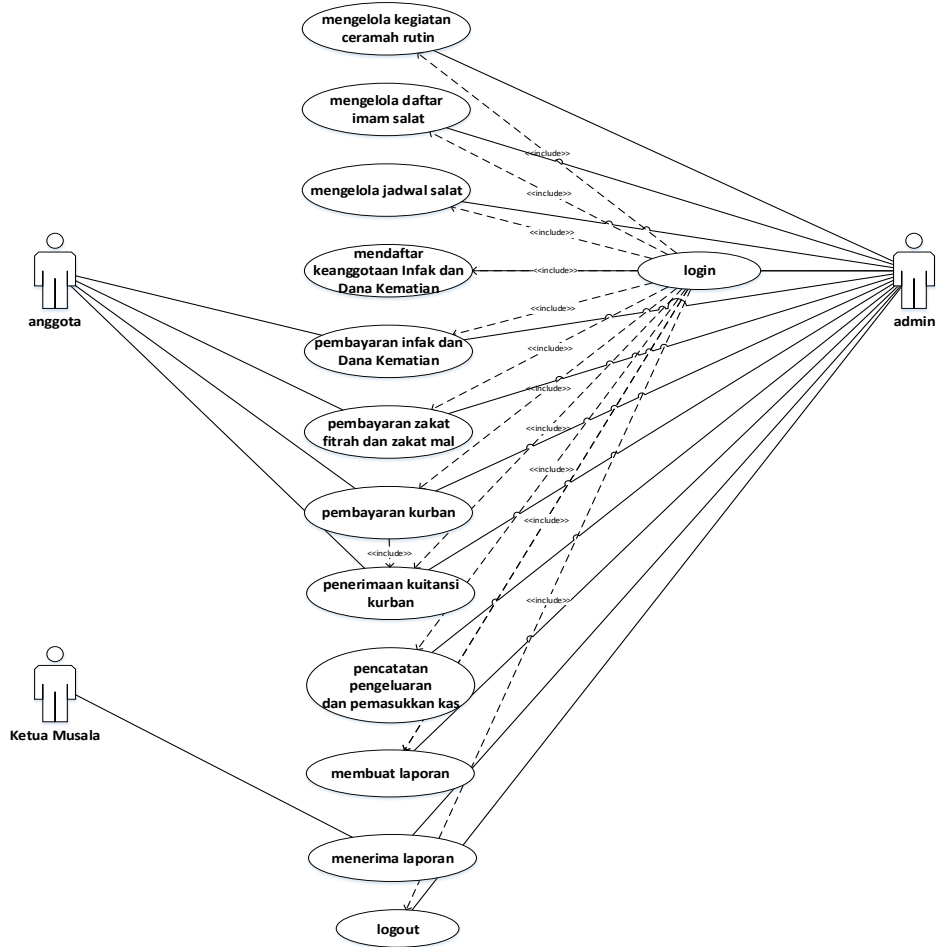 mengelola kegiatan
ceramah rutin
mengelola daftar
imam salat
<<include>>
mengelola jadwal salat
<<include>>
<<include>>
mendaftar
keanggotaan Infak dan
Dana Kematian
<<include>>
login
anggota
admin
pembayaran infak dan
Dana Kematian
<<include>>
<<include>>
<<include>>
pembayaran zakat
fitrah dan zakat mal
<<include>>
<<include>>
pembayaran kurban
<<include>>
<<include>>
penerimaan kuitansi
kurban
<<include>>
pencatatan
pengeluaran
dan pemasukkan kas
Ketua Musala
membuat laporan
menerima laporan
logout